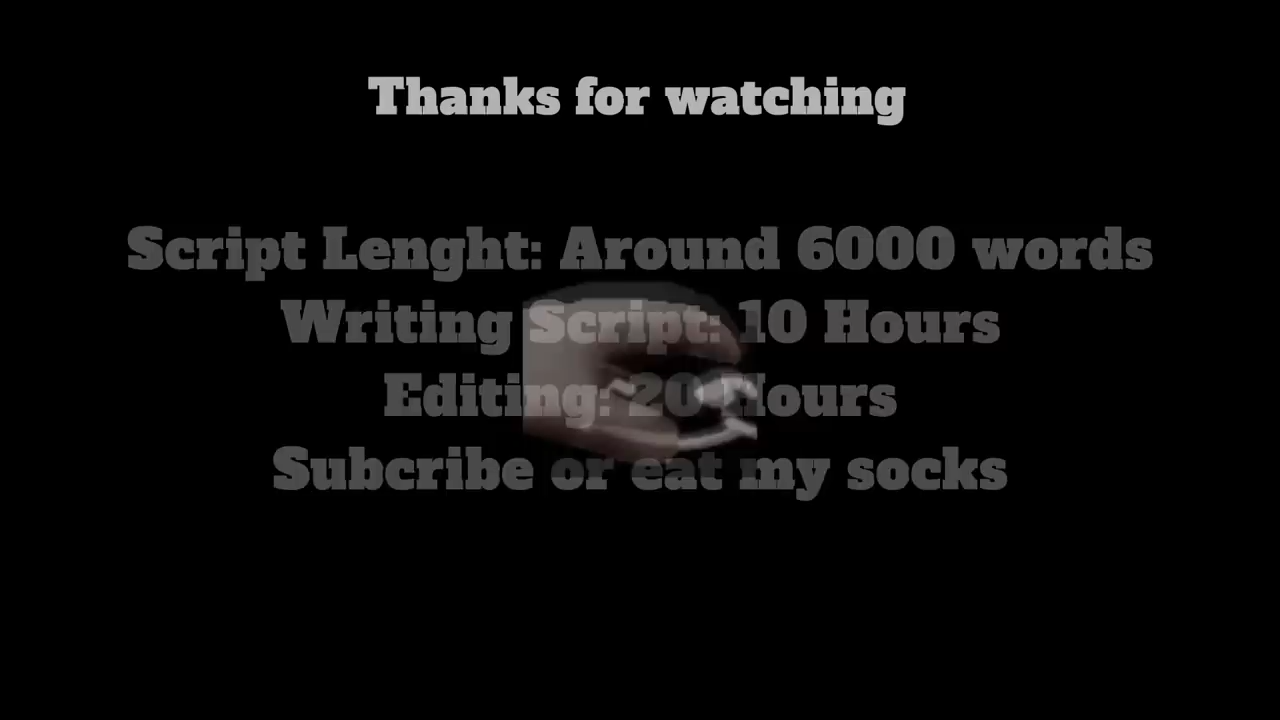 Thanks for watching
Script Lenght: Around 6000 words
Writing Script: 10 Hours
Editing: 20 Hours
Subcribe or eat my socks